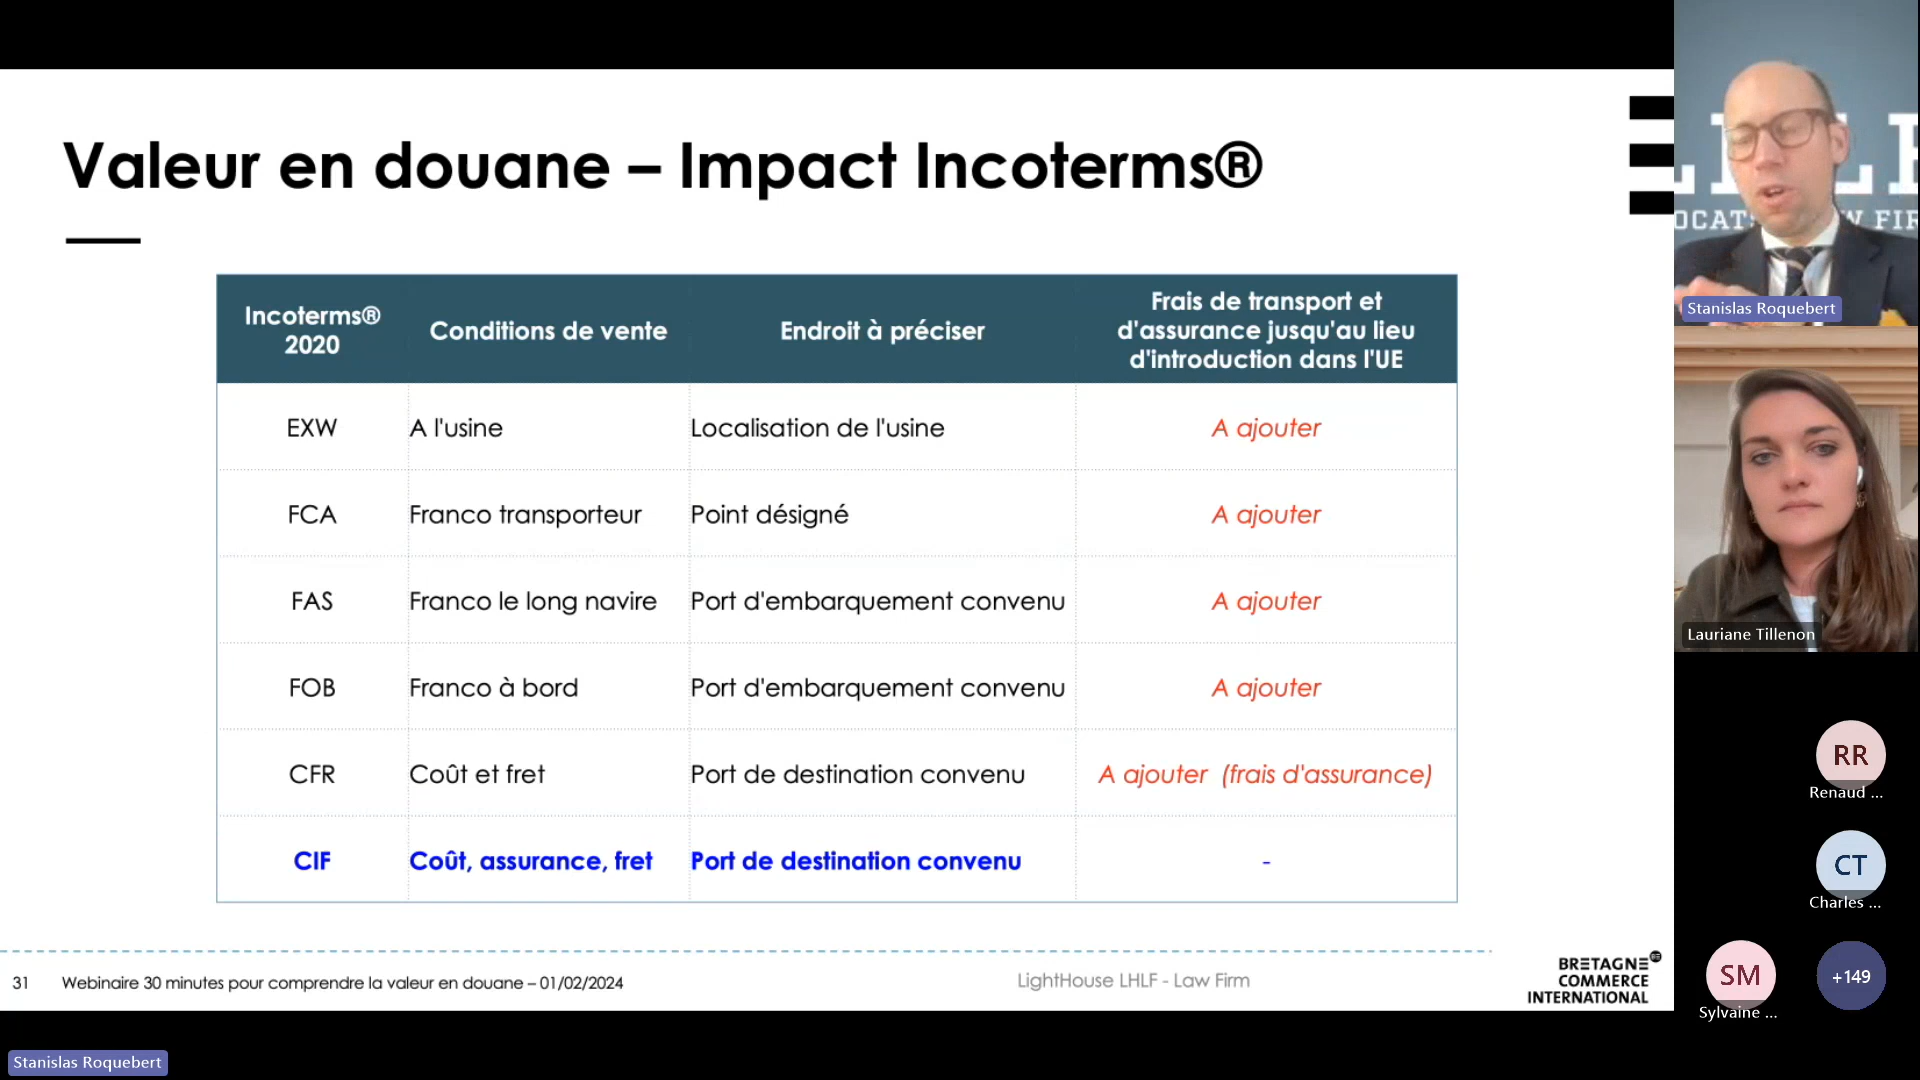 Valeur en douane – Impact Incoterms®
Incoterms® 2020
Conditions de vente
Endroit à préciser
Frais de transport et d'assurance jusqu'au lieu d'introduction dans l'UE
EXW
A l'usine
Localisation de l'usine
A ajouter
FCA
Franco transporteur
Point désigné
A ajouter
FAS
Franco le long navire
Port d'embarquement convenu
A ajouter
FOB
Franco à bord
Port d'embarquement convenu
A ajouter
CFR
Coût et fret
Port de destination convenu
A ajouter (frais d'assurance)
CIF
Coût, assurance, fret
Port de destination convenu
-
31
Webinaire 30 minutes pour comprendre la valeur en douane – 01/02/2024
LightHouse LHLF - Law Firm
BRETAGNE
COMMERCE
INTERNATIONAL
Stanislas Roquebert
Stanislas Roquebert
Lauriane Tillenon
RR
Renaud ...
CT
Charles ...
SM
Sylvaine ...
+149